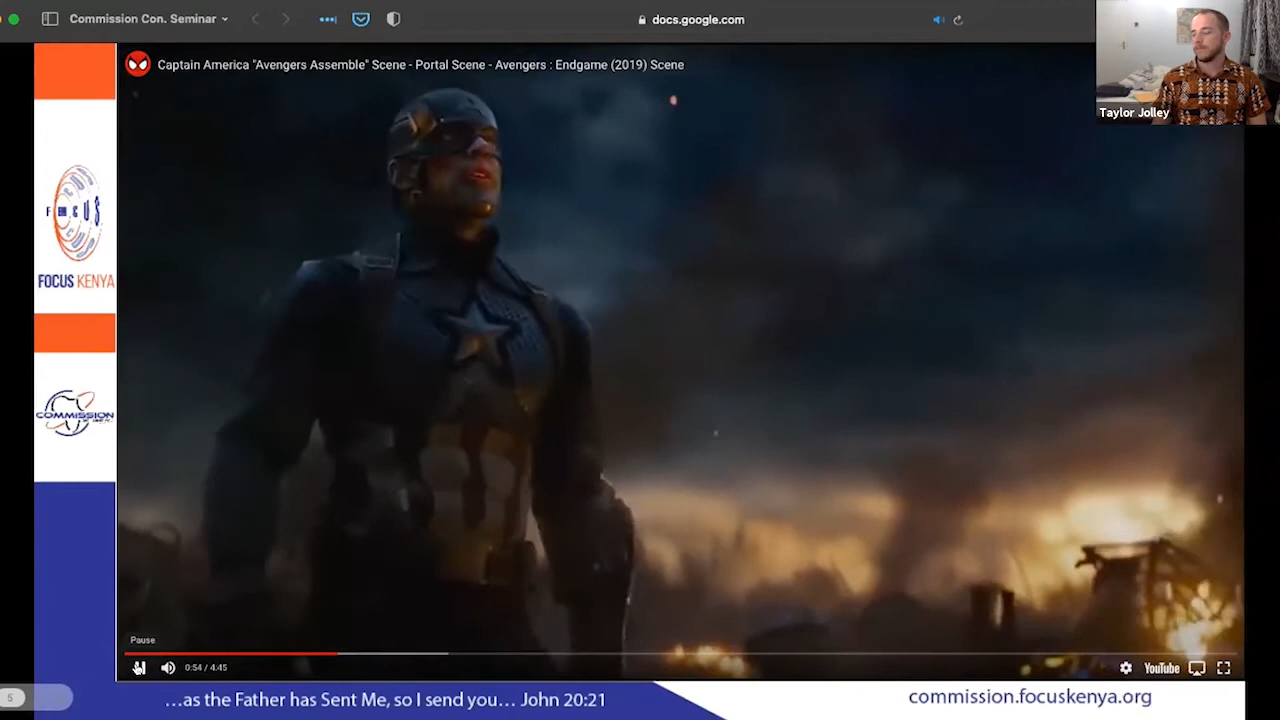 Commission Con. Seminar
docs.google.com
Captain America "Avengers Assemble" Scene - Portal Scene - Avengers : Endgame (2019) Scene
Taylor Jolley
FOCUS
FOCUS KENYA
COMMISSION
Pause
0:54 / 4:45
YouTube
5
...as the Father has Sent Me, so I send you... John 20:21
commission.focuskenya.org